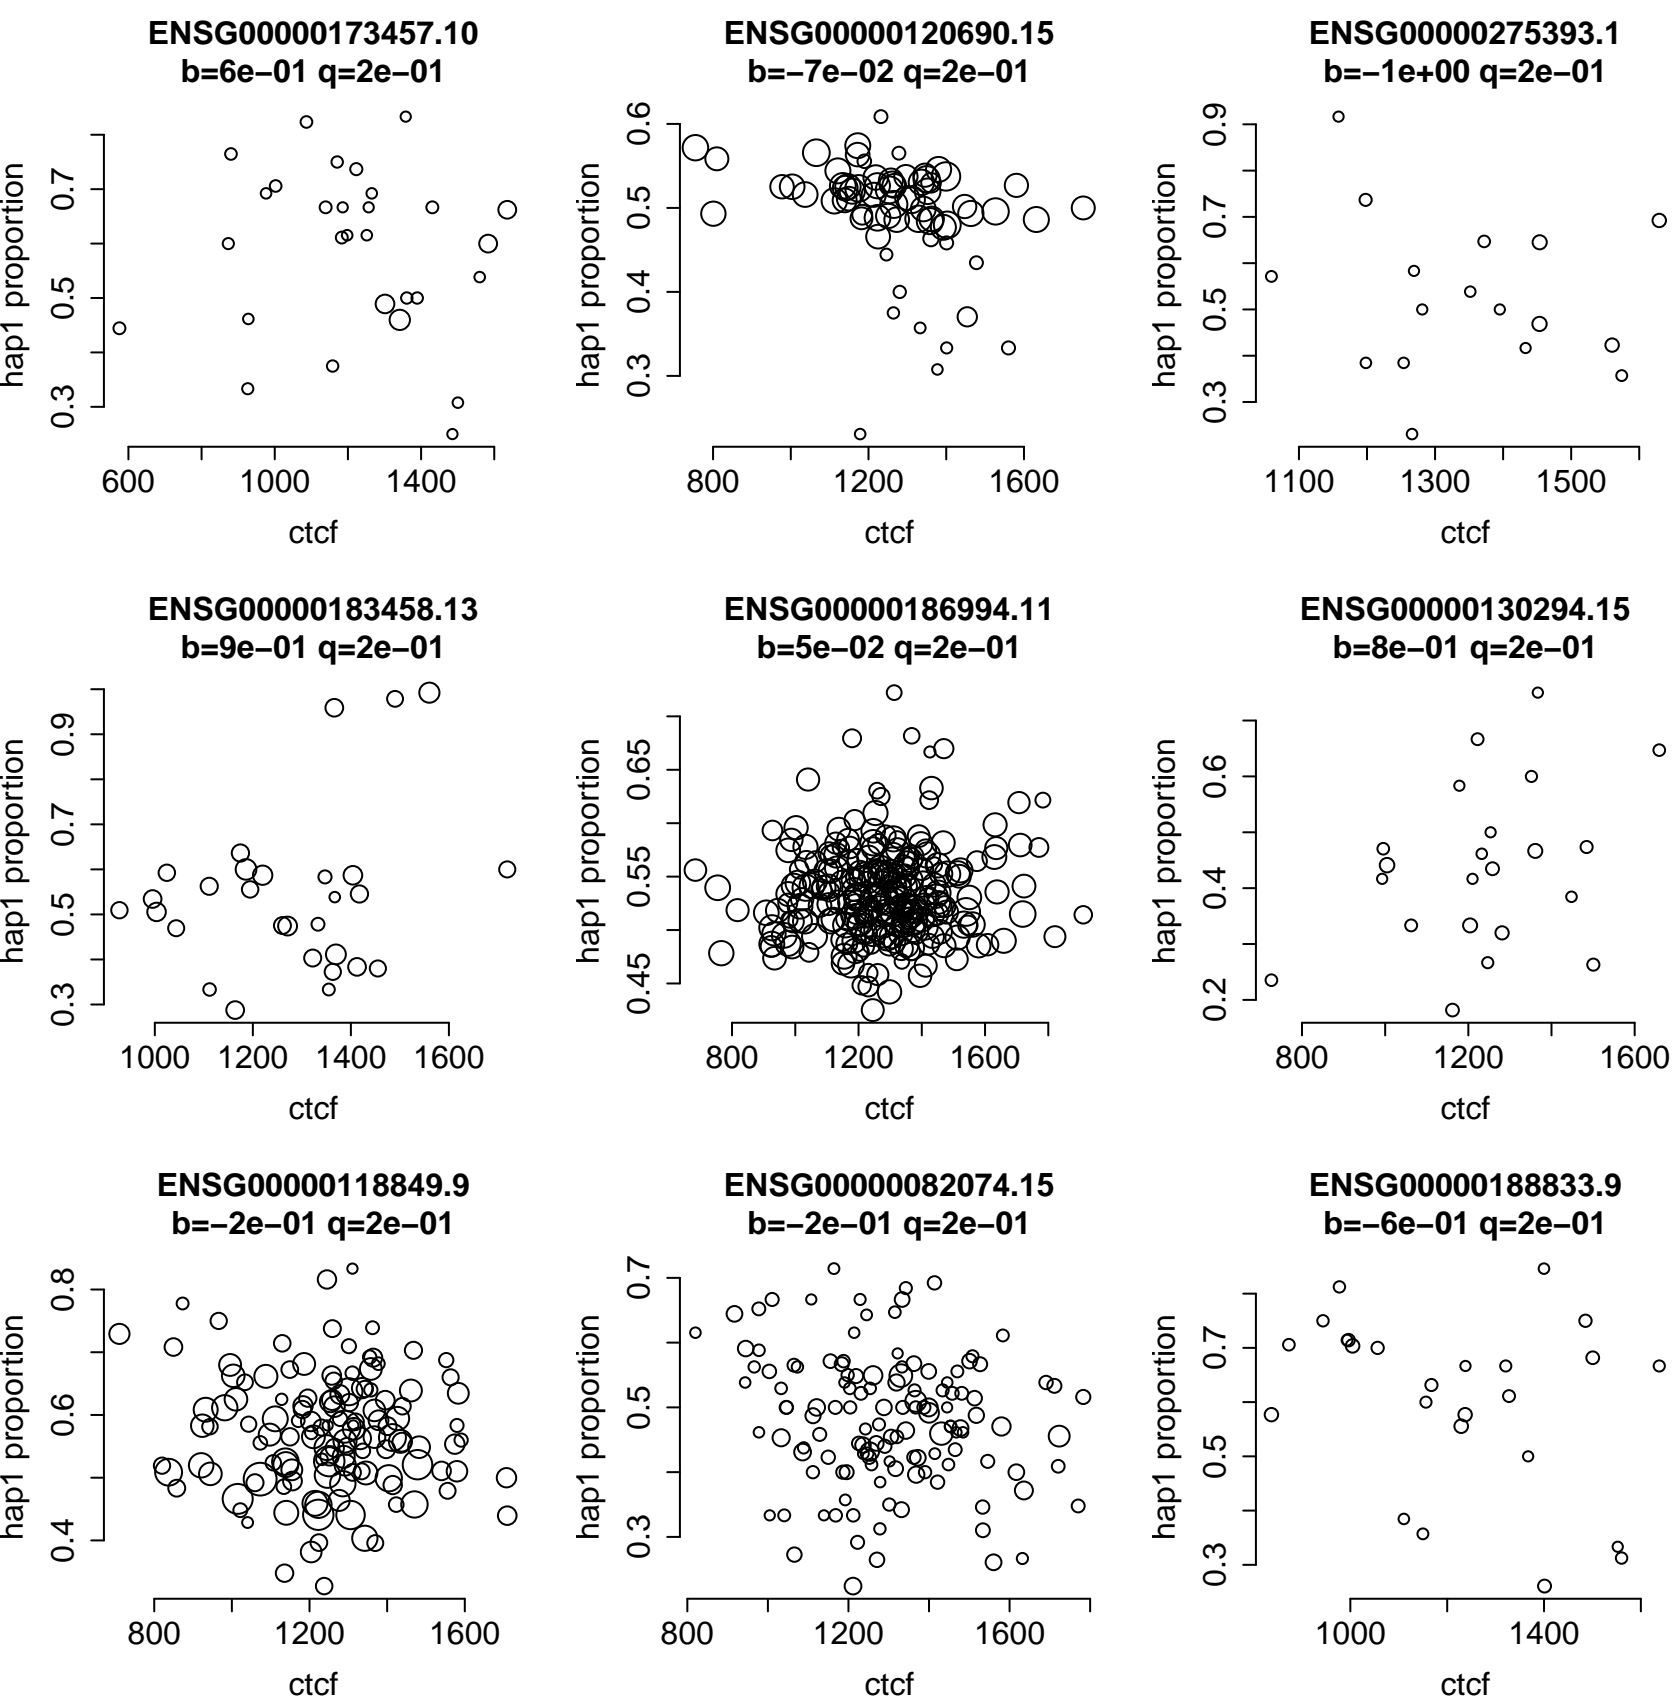 ENSG00000173457.10
b=6e−01 q=2e−01
hap1 proportion
0.3 0.5 0.7
600 1000 1400
ctcf
ENSG00000120690.15
b=−7e−02 q=2e−01
hap1 proportion
0.3 0.4 0.5 0.6
800 1200 1600
ctcf
ENSG00000275393.1
b=−1e+00 q=2e−01
hap1 proportion
0.3 0.5 0.7 0.9
1100 1300 1500
ctcf
ENSG00000183458.13
b=9e−01 q=2e−01
hap1 proportion
0.3 0.5 0.7 0.9
1000 1200 1400 1600
ctcf
ENSG00000186994.11
b=5e−02 q=2e−01
hap1 proportion
0.45 0.55 0.65
800 1200 1600
ctcf
ENSG00000130294.15
b=8e−01 q=2e−01
hap1 proportion
0.2 0.4 0.6
800 1200 1600
ctcf
ENSG00000118849.9
b=−2e−01 q=2e−01
hap1 proportion
0.4 0.6 0.8
800 1200 1600
ctcf
ENSG00000082074.15
b=−2e−01 q=2e−01
hap1 proportion
0.3 0.5 0.7
800 1200 1600
ctcf
ENSG00000188833.9
b=−6e−01 q=2e−01
hap1 proportion
0.3 0.5 0.7
1000 1400
ctcf